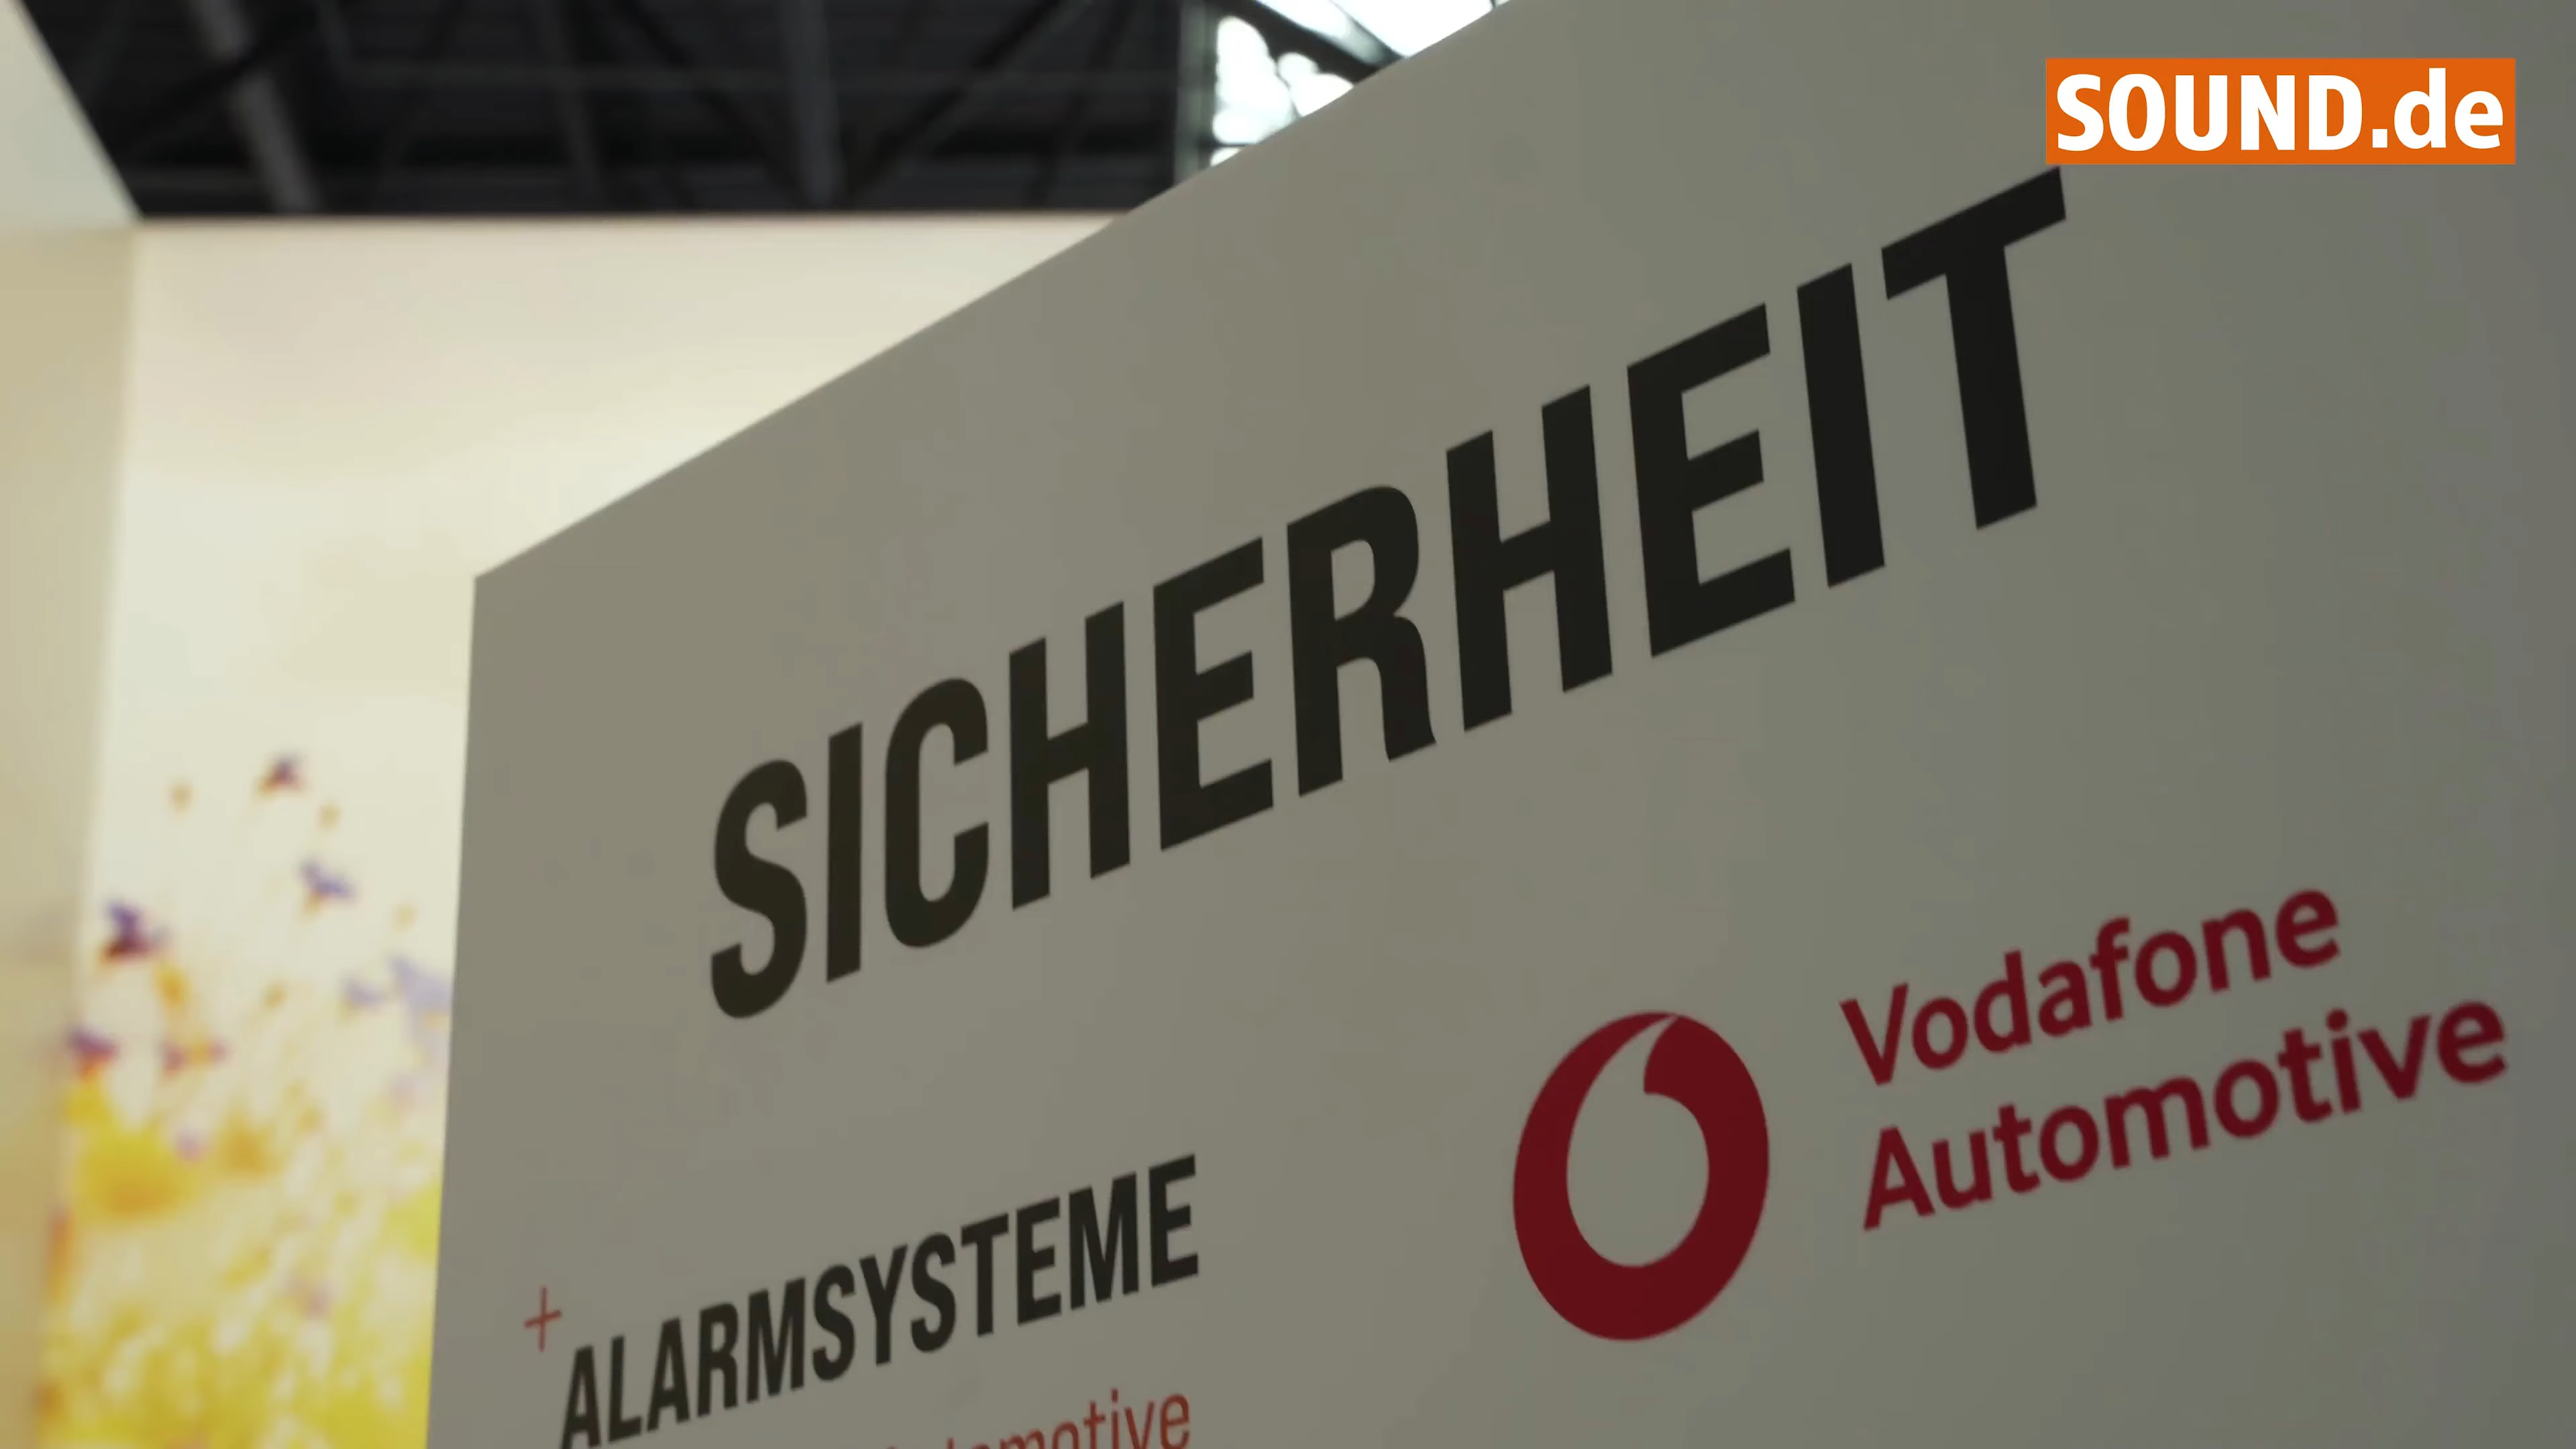 SOUND.de
SICHERHEIT
Vodafone
Automotive
+
ALARMSYSTEME